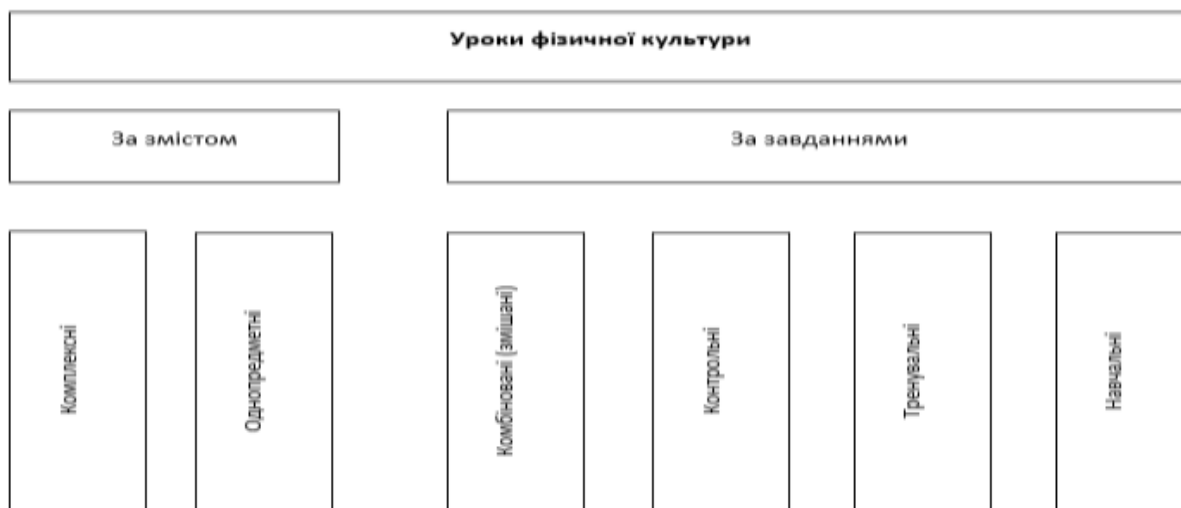 Уроки фізичної культури
За змістом
За завданнями
Комплексні
Однопредметні
Комбіновані (змішані)
Контрольні
Тренувальні
Навчальні